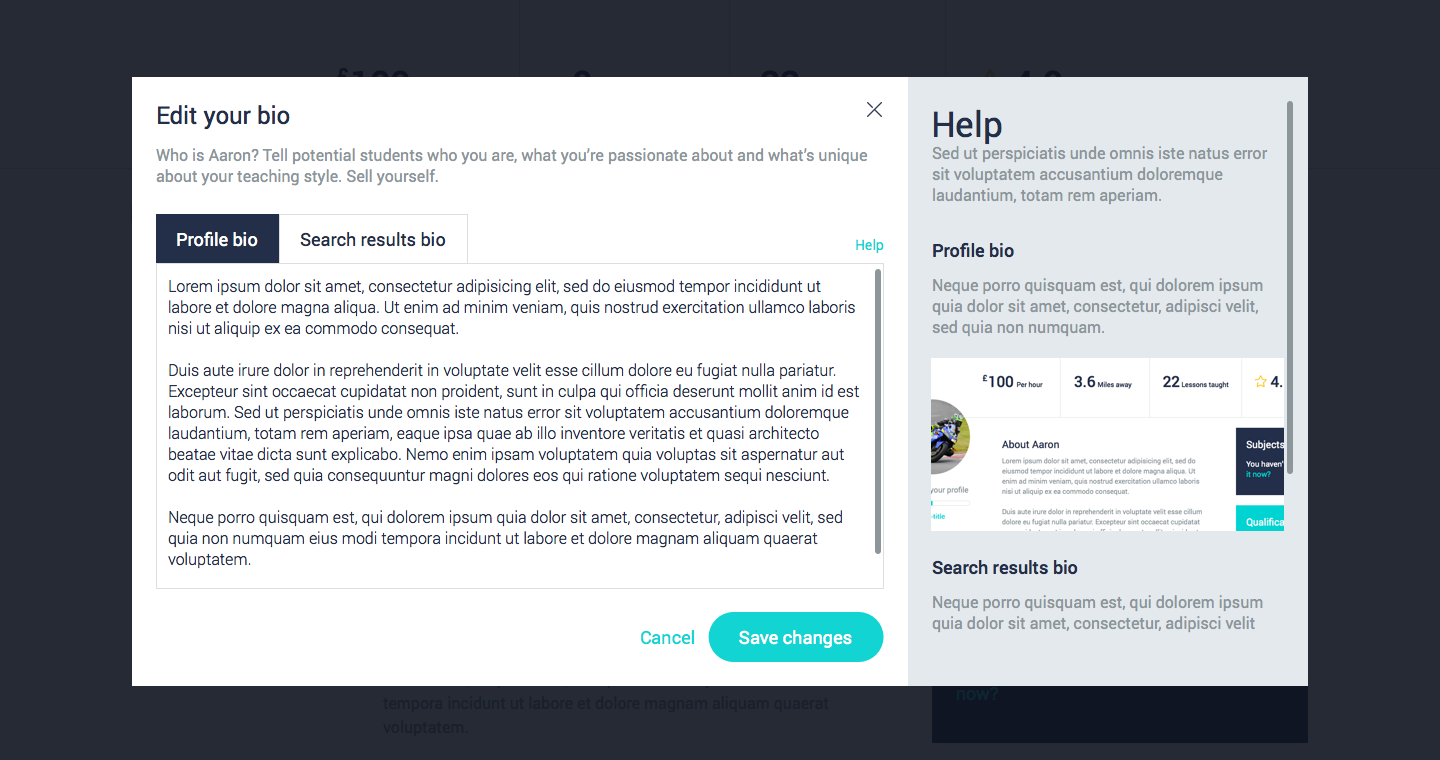 Edit your bio
Who is Aaron? Tell potential students who you are, what you're passionate about and what's unique
about your teaching style. Sell yourself.
Profile bio
Search results bio
Help
Lorem ipsum dolor sit amet, consectetur adipisicing elit, sed do eiusmod tempor incididunt ut
labore et dolore magna aliqua. Ut enim ad minim veniam, quis nostrud exercitation ullamco laboris
nisi ut aliquip ex ea commodo consequat.
Duis aute irure dolor in reprehenderit in voluptate velit esse cillum dolore eu fugiat nulla pariatur.
Excepteur sint occaecat cupidatat non proident, sunt in culpa qui officia deserunt mollit anim id est
laborum. Sed ut perspiciatis unde omnis iste natus error sit voluptatem accusantium doloremque
laudantium, totam rem aperiam, eaque ipsa quae ab illo inventore veritatis et quasi architecto
beatae vitae dicta sunt explicabo. Nemo enim ipsam voluptatem quia voluptas sit aspernatur aut
odit aut fugit, sed quia consequuntur magni dolores eos qui ratione voluptatem sequi nesciunt.
Neque porro quisquam est, qui dolorem ipsum quia dolor sit amet, consectetur, adipisci velit, sed
quia non numquam eius modi tempora incidunt ut labore et dolore magnam aliquam quaerat
voluptatem.
Cancel
Save changes
Help
Sed ut perspiciatis unde omnis iste natus error
sit voluptatem accusantium doloremque
laudantium, totam rem aperiam.
Profile bio
Neque porro quisquam est, qui dolorem ipsum
quia dolor sit amet, consectetur, adipisci velit,
sed quia non numquam.
£100 Per hour
3.6 Miles away
22 Lessons taught
4.
your profile
-title
About Aaron
Lorem ipsum dolor sit amet, consectetur adipisicing elit, sed do
eiusmod tempor incididunt ut labore et dolore magna aliqua. Ut
enim ad minim veniam, quis nostrud exercitation ullamco laboris
nisi ut aliquip ex ea commodo consequat.
Duis aute irure dolor in reprehenderit in voluptate velit esse cillum
dolore eu fugiat nulla pariatur. Excepteur sint occaecat cupidatat
Subjects
You haven'
it now?
Qualifica
Search results bio
Neque porro quisquam est, qui dolorem ipsum
quia dolor sit amet, consectetur, adipisci velit
tempora incidunt ut labore et dolore magnam aliquam quaerat
voluptatem.
now?